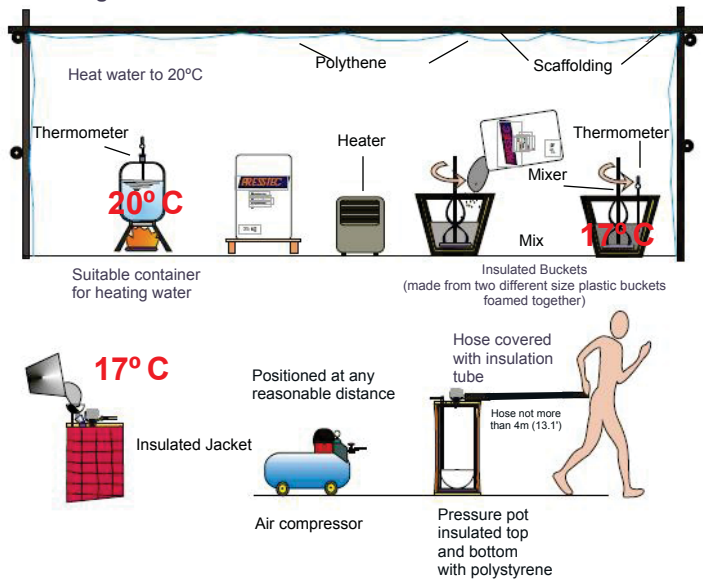 Polythene
Scaffolding
Heat water to 20ºC
Thermometer
Heater
Thermometer
PRESSTEC
Mixer
20º C
17º C
Mix
Suitable container
for heating water
Insulated Buckets
(made from two different size plastic buckets
foamed together)
17º C
Hose covered
with insulation
tube
Positioned at any
reasonable distance
Hose not more
than 4m (13.1')
Insulated Jacket
Air compressor
Pressure pot
insulated top
and bottom
with polystyrene